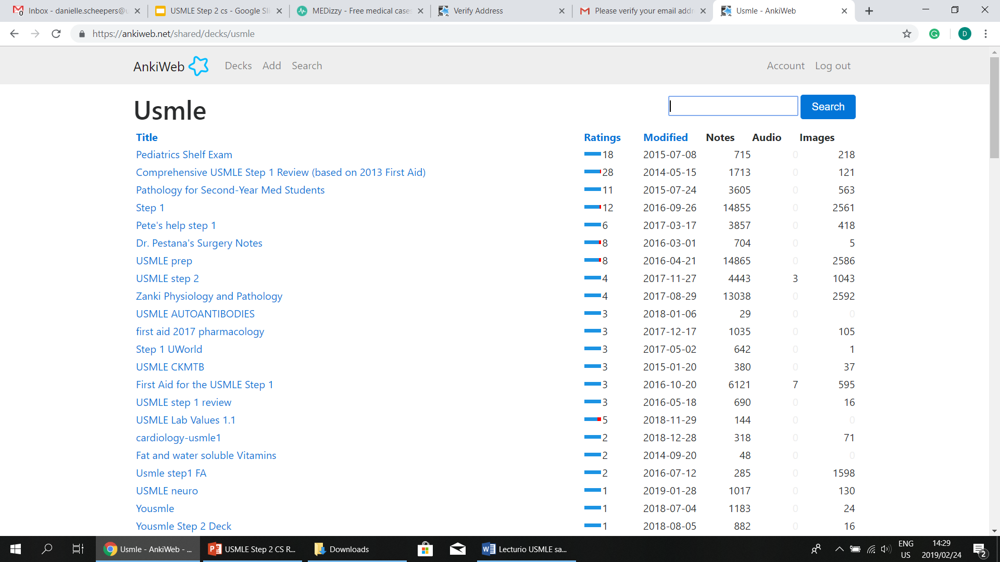 Inbox - danielle.scheepers@u
USMLE Step 2 cs - Google Sli
MEDizzy - Free medical cases
Verify Address
Please verify your email addr
Usmle - AnkiWeb
https://ankiweb.net/shared/decks/usmle
D
AnkiWeb Decks Add Search Account Log out
Usmle Search
Title Ratings Modified Notes Audio Images
Pediatrics Shelf Exam 18 2015-07-08 715 0 218
Comprehensive USMLE Step 1 Review (based on 2013 First Aid) 28 2014-05-15 1713 0 121
Pathology for Second-Year Med Students 11 2015-07-24 3605 0 563
Step 1 12 2016-09-26 14855 0 2561
Pete's help step 1 6 2017-03-17 3857 0 418
Dr. Pestana's Surgery Notes 8 2016-03-01 704 0 5
USMLE prep 8 2016-04-21 14865 0 2586
USMLE step 2 4 2017-11-27 4443 3 1043
Zanki Physiology and Pathology 4 2017-08-29 13038 0 2592
USMLE AUTOANTIBODIES 3 2018-01-06 29 0 0
first aid 2017 pharmacology 3 2017-12-17 1035 0 105
Step 1 UWorld 3 2017-05-02 642 0 1
USMLE CKMTB 3 2015-01-20 380 0 37
First Aid for the USMLE Step 1 3 2016-10-20 6121 7 595
USMLE step 1 review 3 2016-05-18 690 0 16
USMLE Lab Values 1.1 5 2018-11-29 144 0 0
cardiology-usmle1 2 2018-12-28 318 0 71
Fat and water soluble Vitamins 2 2014-09-20 48 0 0
Usmle step1 FA 2 2016-07-12 285 0 1598
USMLE neuro 1 2019-01-28 1017 0 130
Yousmle 1 2018-07-04 1183 0 24
Yousmle Step 2 Deck 1 2018-08-05 882 0 16
Usmle - AnkiWeb - ...
USMLE Step 2 CS R...
Downloads
Lecturio USMLE sa...
ENG
US
14:29
2019/02/24
2